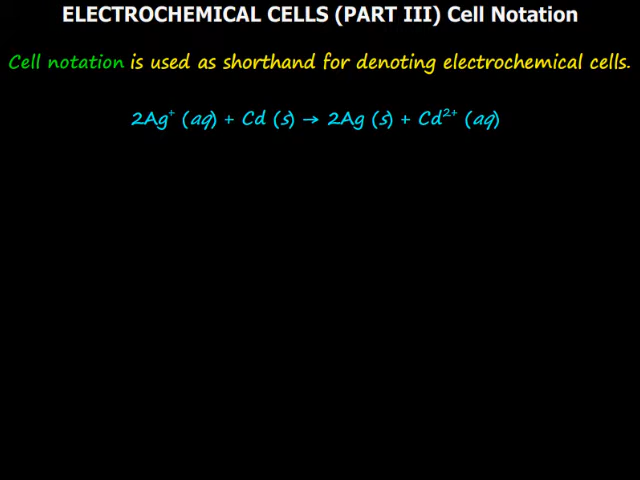 ELECTROCHEMICAL CELLS (PART III) Cell Notation
Cell notation is used as shorthand for denoting electrochemical cells.
2Ag⁺ (aq) + Cd (s) → 2Ag (s) + Cd²⁺ (aq)